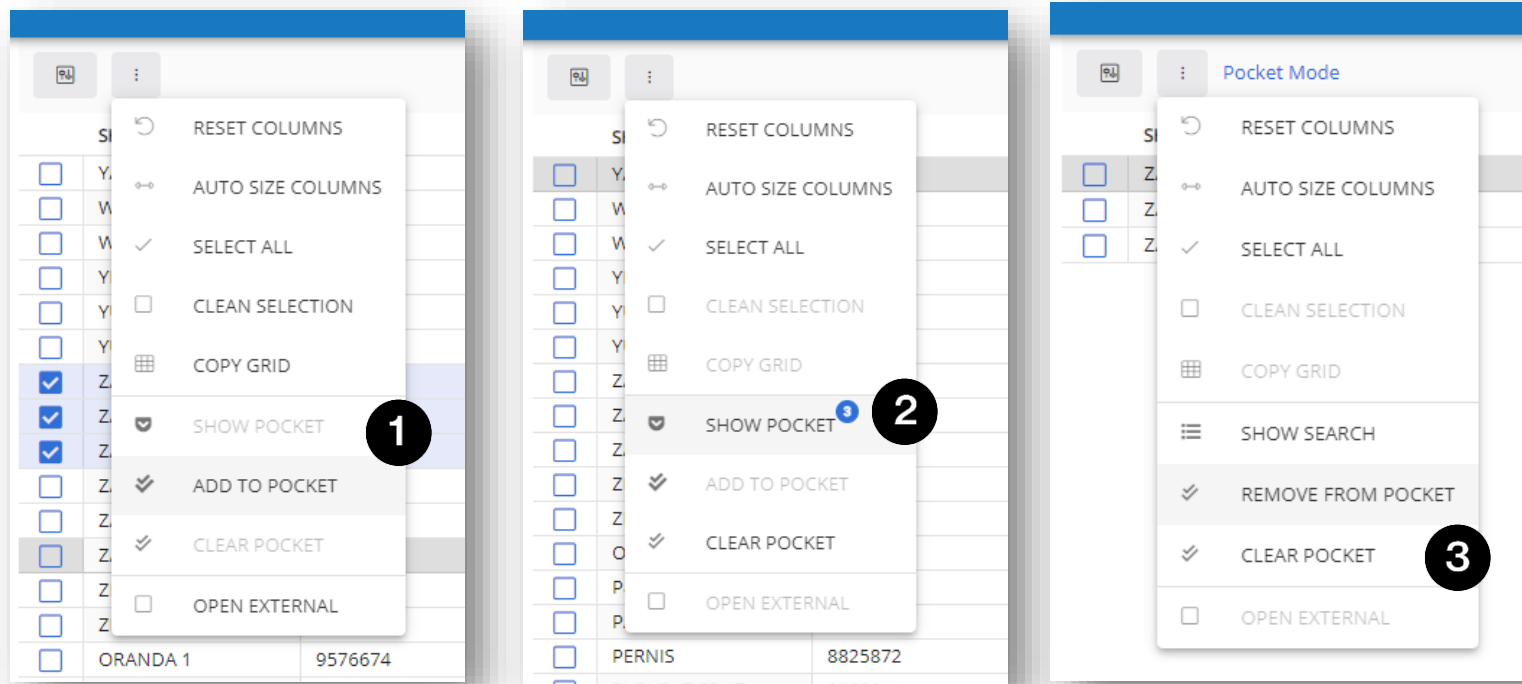 RESET COLUMNS
AUTO SIZE COLUMNS
SELECT ALL
CLEAN SELECTION
COPY GRID
SHOW POCKET
1
ADD TO POCKET
CLEAR POCKET
OPEN EXTERNAL
ORANDA 1 9576674
RESET COLUMNS
AUTO SIZE COLUMNS
SELECT ALL
CLEAN SELECTION
COPY GRID
SHOW POCKET 3
2
ADD TO POCKET
CLEAR POCKET
OPEN EXTERNAL
PERNIS 8825872
Pocket Mode
RESET COLUMNS
AUTO SIZE COLUMNS
SELECT ALL
CLEAN SELECTION
COPY GRID
SHOW SEARCH
REMOVE FROM POCKET
CLEAR POCKET
3
OPEN EXTERNAL